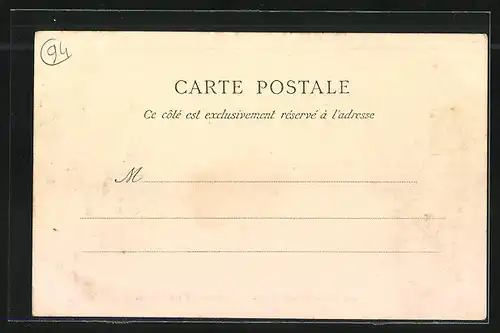 94
CARTE POSTALE
Ce côté est exclusivement réservé à l'adresse
M